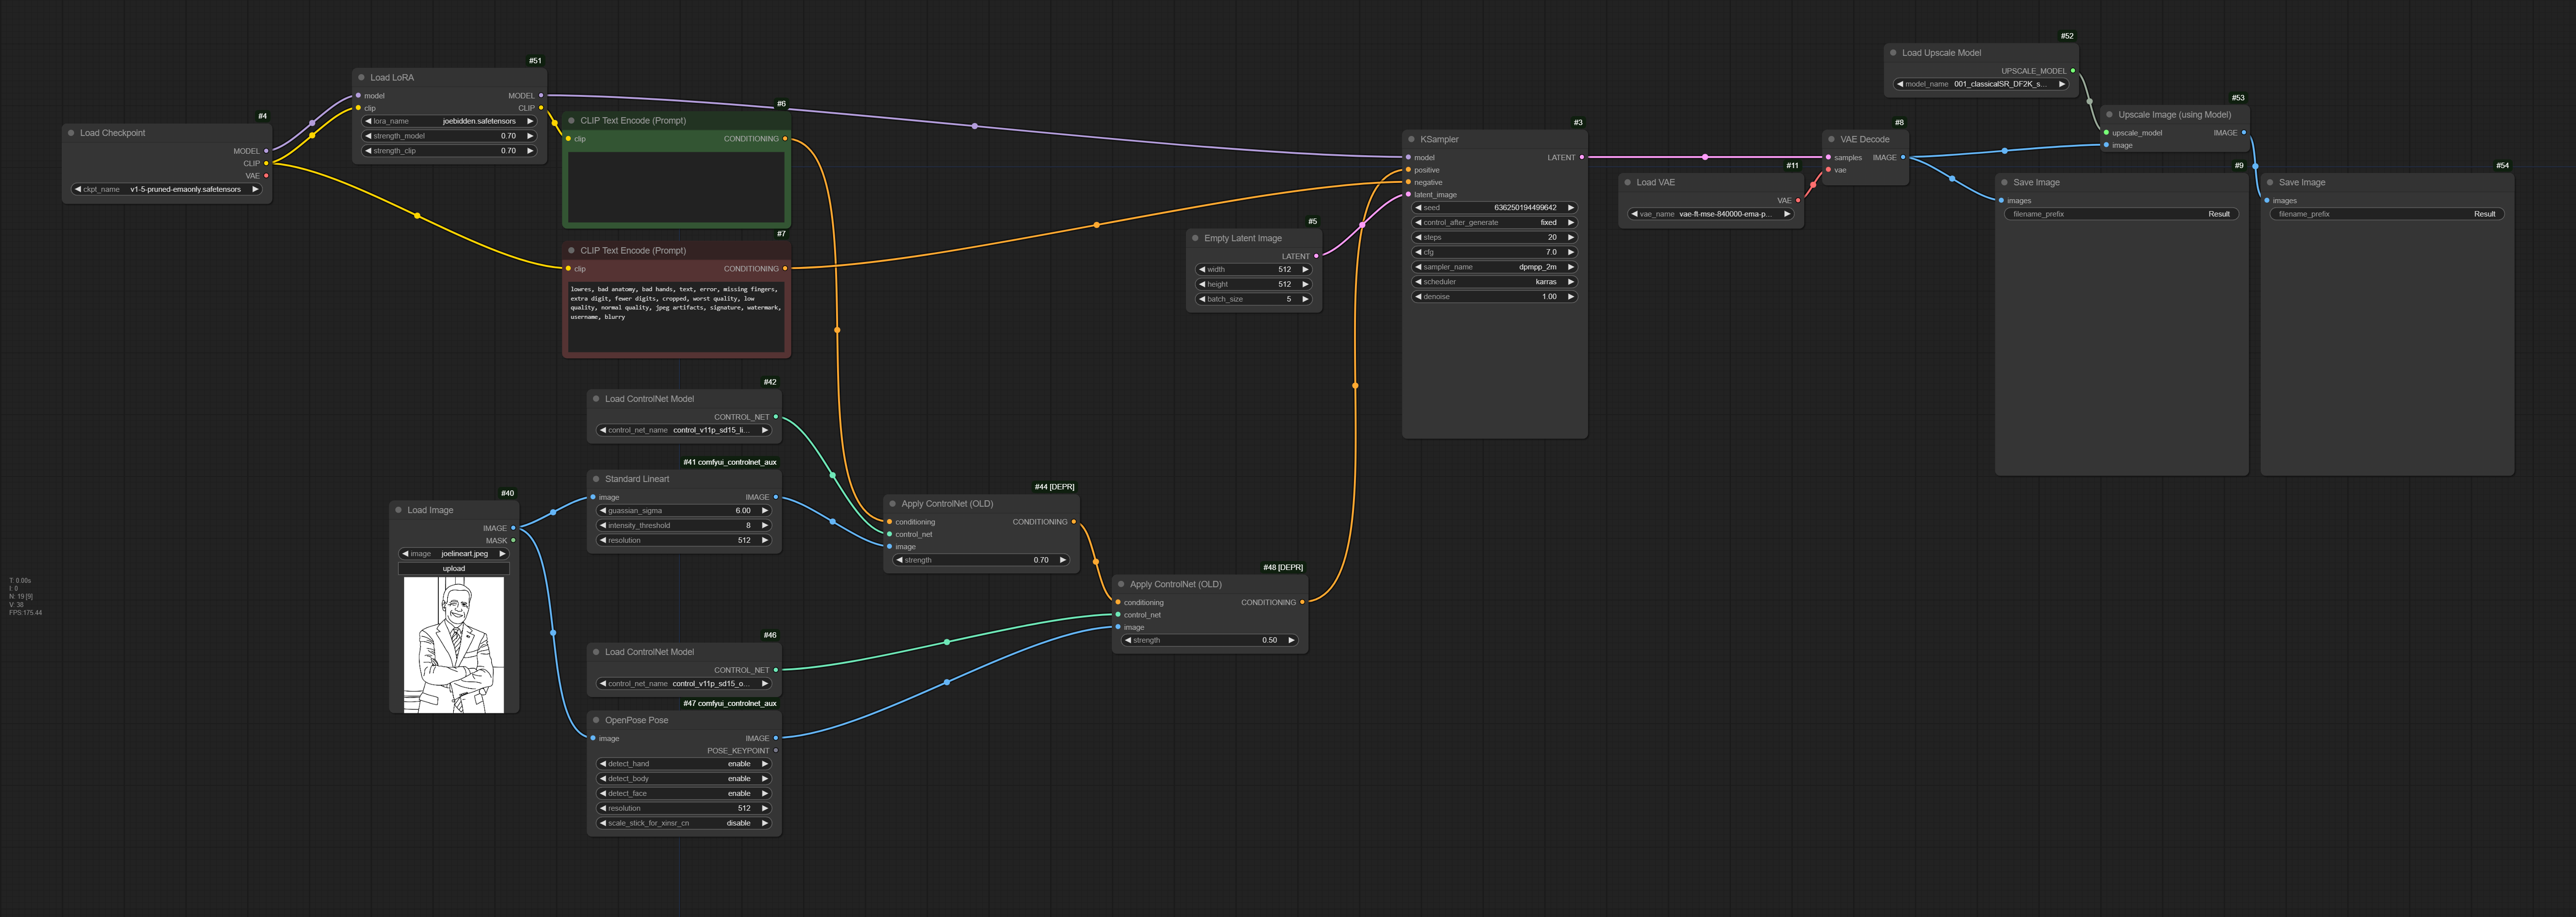 #4
Load Checkpoint
MODEL
CLIP
VAE
ckpt_name v1-5-pruned-emaonly.safetensors
#51
Load LoRA
model MODEL
clip CLIP
lora_name joebidden.safetensors
strength_model 0.70
strength_clip 0.70
#6
CLIP Text Encode (Prompt)
clip CONDITIONING
#7
CLIP Text Encode (Prompt)
clip CONDITIONING
lowres, bad anatomy, bad hands, text, error, missing fingers,
extra digit, fewer digits, cropped, worst quality, low
quality, normal quality, jpeg artifacts, signature, watermark,
username, blurry
#42
Load ControlNet Model
CONTROL_NET
control_net_name control_v11p_sd15_li...
#41 comfyui_controlnet_aux
Standard Lineart
image IMAGE
guassian_sigma 6.00
intensity_threshold 8
resolution 512
#40
Load Image
IMAGE
MASK
image joelineart.jpeg
upload
T: 0.00s
I: 0
N: 19 [9]
V: 38
FPS:175.44
#46
Load ControlNet Model
CONTROL_NET
control_net_name control_v11p_sd15_o...
#47 comfyui_controlnet_aux
OpenPose Pose
image IMAGE
POSE_KEYPOINT
detect_hand enable
detect_body enable
detect_face enable
resolution 512
scale_stick_for_xinsr_cn disable
#44 [DEPR]
Apply ControlNet (OLD)
conditioning CONDITIONING
control_net
image
strength 0.70
#48 [DEPR]
Apply ControlNet (OLD)
conditioning CONDITIONING
control_net
image
strength 0.50
#5
Empty Latent Image
LATENT
width 512
height 512
batch_size 5
#3
KSampler
model LATENT
positive
negative
latent_image
seed 636250194499642
control_after_generate fixed
steps 20
cfg 7.0
sampler_name dpmpp_2m
scheduler karras
denoise 1.00
#11
Load VAE
VAE
vae_name vae-ft-mse-840000-ema-p...
#8
VAE Decode
samples IMAGE
vae
#52
Load Upscale Model
UPSCALE_MODEL
model_name 001_classicalSR_DF2K_s...
#53
Upscale Image (using Model)
upscale_model IMAGE
image
#9
Save Image
images
filename_prefix Result
#54
Save Image
images
filename_prefix Result